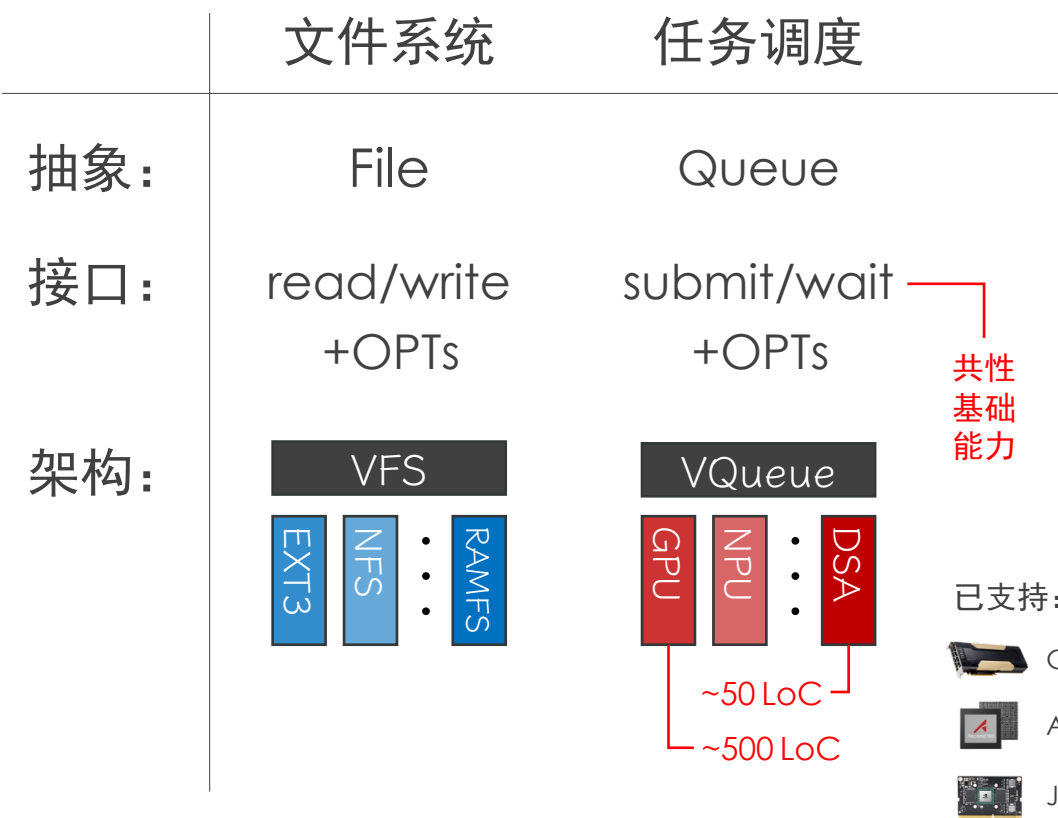 文件系统 任务调度
抽象： File Queue
接口： read/write submit/wait
+OPTs +OPTs
共性
基础
能力
架构： VFS VQueue
EXT3 NFS RAMFS GPU NPU DSA
~50 LoC
~500 LoC
已支持：